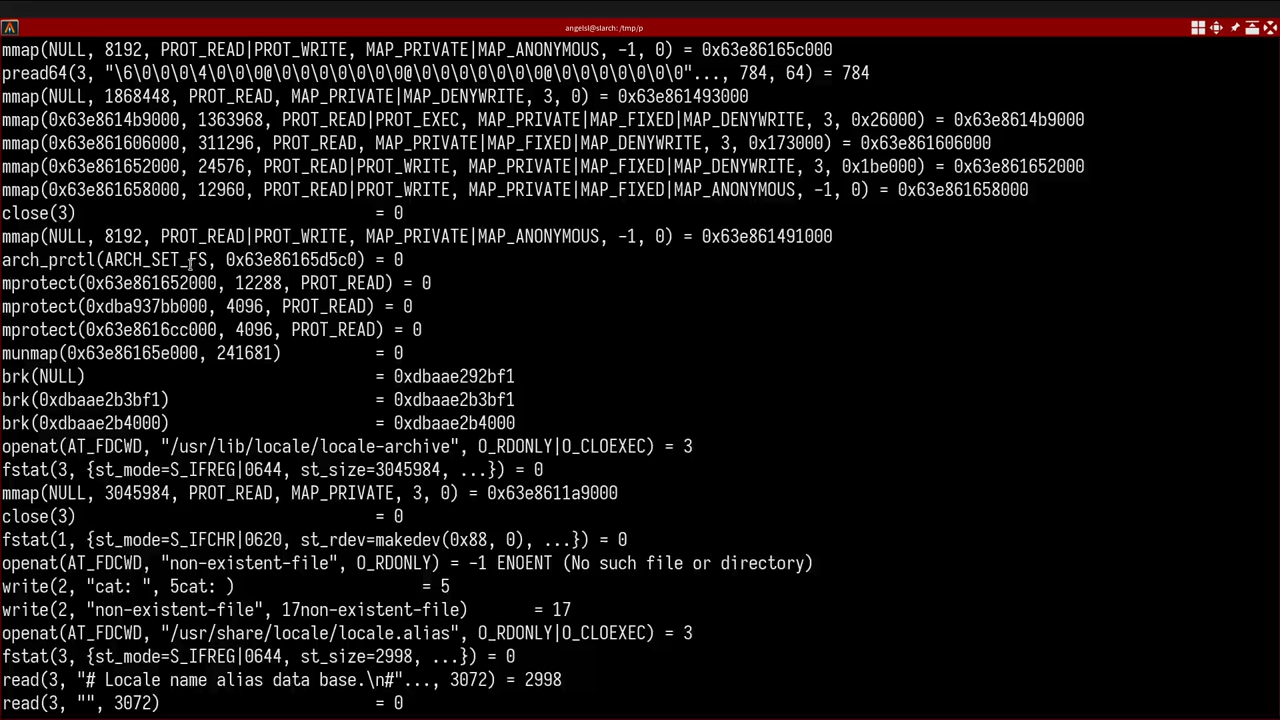 angelsl@slarch: /tmp/p
mmap(NULL, 8192, PROT_READ|PROT_WRITE, MAP_PRIVATE|MAP_ANONYMOUS, -1, 0) = 0x63e86165c000
pread64(3, "\6\0\0\0\4\0\0\0@\0\0\0\0\0\0\0@\0\0\0\0\0\0\0@\0\0\0\0\0\0\0"..., 784, 64) = 784
mmap(NULL, 1868448, PROT_READ, MAP_PRIVATE|MAP_DENYWRITE, 3, 0) = 0x63e861493000
mmap(0x63e8614b9000, 1363968, PROT_READ|PROT_EXEC, MAP_PRIVATE|MAP_FIXED|MAP_DENYWRITE, 3, 0x26000) = 0x63e8614b9000
mmap(0x63e861606000, 311296, PROT_READ, MAP_PRIVATE|MAP_FIXED|MAP_DENYWRITE, 3, 0x173000) = 0x63e861606000
mmap(0x63e861652000, 24576, PROT_READ|PROT_WRITE, MAP_PRIVATE|MAP_FIXED|MAP_DENYWRITE, 3, 0x1be000) = 0x63e861652000
mmap(0x63e861658000, 12960, PROT_READ|PROT_WRITE, MAP_PRIVATE|MAP_FIXED|MAP_ANONYMOUS, -1, 0) = 0x63e861658000
close(3)                                = 0
mmap(NULL, 8192, PROT_READ|PROT_WRITE, MAP_PRIVATE|MAP_ANONYMOUS, -1, 0) = 0x63e861491000
arch_prctl(ARCH_SET_FS, 0x63e86165d5c0) = 0
mprotect(0x63e861652000, 12288, PROT_READ) = 0
mprotect(0xdba937bb000, 4096, PROT_READ) = 0
mprotect(0x63e8616cc000, 4096, PROT_READ) = 0
munmap(0x63e86165e000, 241681)          = 0
brk(NULL)                               = 0xdbaae292bf1
brk(0xdbaae2b3bf1)                      = 0xdbaae2b3bf1
brk(0xdbaae2b4000)                      = 0xdbaae2b4000
openat(AT_FDCWD, "/usr/lib/locale/locale-archive", O_RDONLY|O_CLOEXEC) = 3
fstat(3, {st_mode=S_IFREG|0644, st_size=3045984, ...}) = 0
mmap(NULL, 3045984, PROT_READ, MAP_PRIVATE, 3, 0) = 0x63e8611a9000
close(3)                                = 0
fstat(1, {st_mode=S_IFCHR|0620, st_rdev=makedev(0x88, 0), ...}) = 0
openat(AT_FDCWD, "non-existent-file", O_RDONLY) = -1 ENOENT (No such file or directory)
write(2, "cat: ", 5cat: )                    = 5
write(2, "non-existent-file", 17non-existent-file)       = 17
openat(AT_FDCWD, "/usr/share/locale/locale.alias", O_RDONLY|O_CLOEXEC) = 3
fstat(3, {st_mode=S_IFREG|0644, st_size=2998, ...}) = 0
read(3, "# Locale name alias data base.\n#"..., 3072) = 2998
read(3, "", 3072)                       = 0